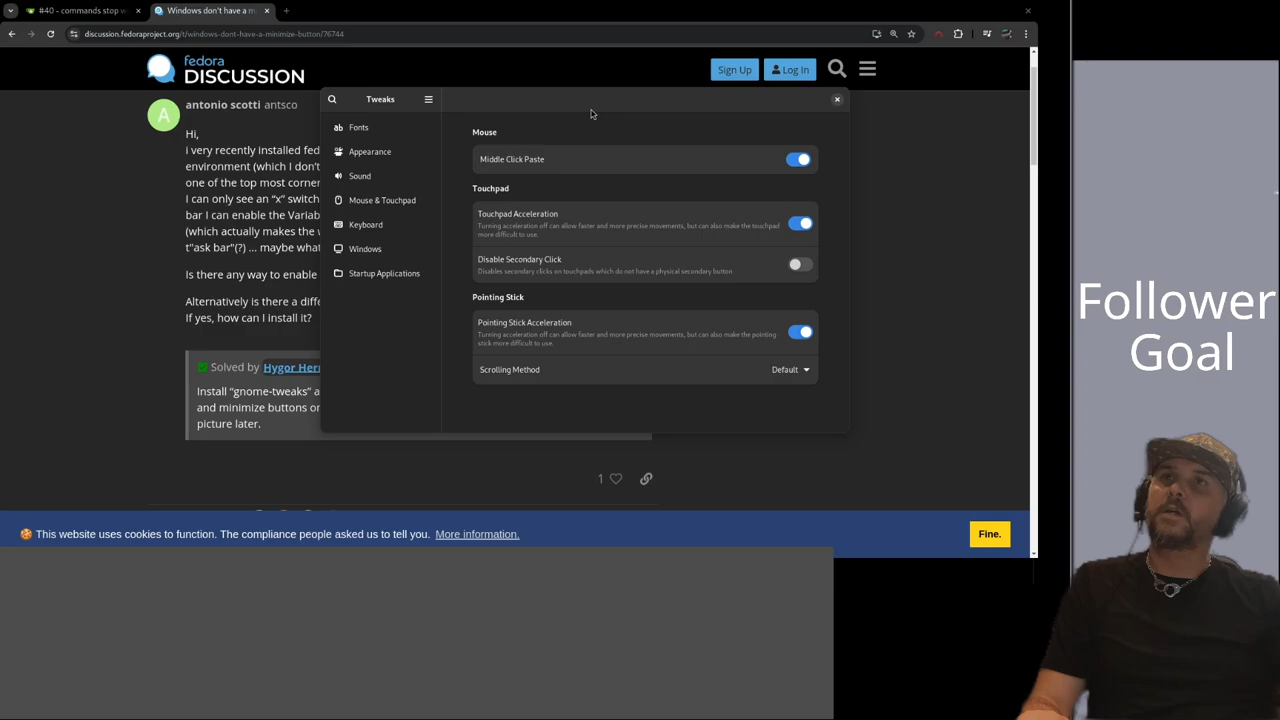 #40 - commands stop w
Windows don't have a m
discussion.fedoraproject.org/t/windows-dont-have-a-minimize-button/76744
fedora
DISCUSSION
Sign Up
Log In
A
antonio scotti antsco
Hi,
i very recently installed fed
environment (which I don't
one of the top most corner
I can only see an “x” switch
bar I can enable the Variab
(which actually makes the w
t"ask bar"(?) ... maybe what
Is there any way to enable
Alternatively is there a diffe
If yes, how can I install it?
Solved by Hygor Her
Install “gnome-tweaks” a
and minimize buttons or
picture later.
1
Tweaks
Fonts
Appearance
Sound
Mouse & Touchpad
Keyboard
Windows
Startup Applications
Mouse
Middle Click Paste
Touchpad
Touchpad Acceleration
Turning acceleration off can allow faster and more precise movements, but can also make the touchpad
more difficult to use.
Disable Secondary Click
Disables secondary clicks on touchpads which do not have a physical secondary button
Pointing Stick
Pointing Stick Acceleration
Turning acceleration off can allow faster and more precise movements, but can also make the pointing
stick more difficult to use.
Scrolling Method
Default
This website uses cookies to function. The compliance people asked us to tell you. More information.
Fine.
Follower
Goal